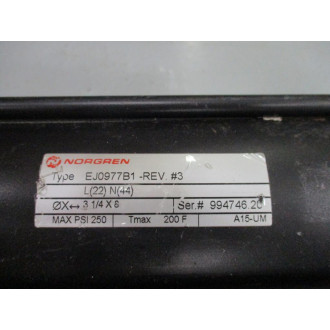 NORGREN
Type EJ0977B1 -REV. #3
L(22) N(44)
ØX↔ 3 1/4 X 8 Ser.# 994746.20
MAX PSI 250 Tmax 200 F A15-UM